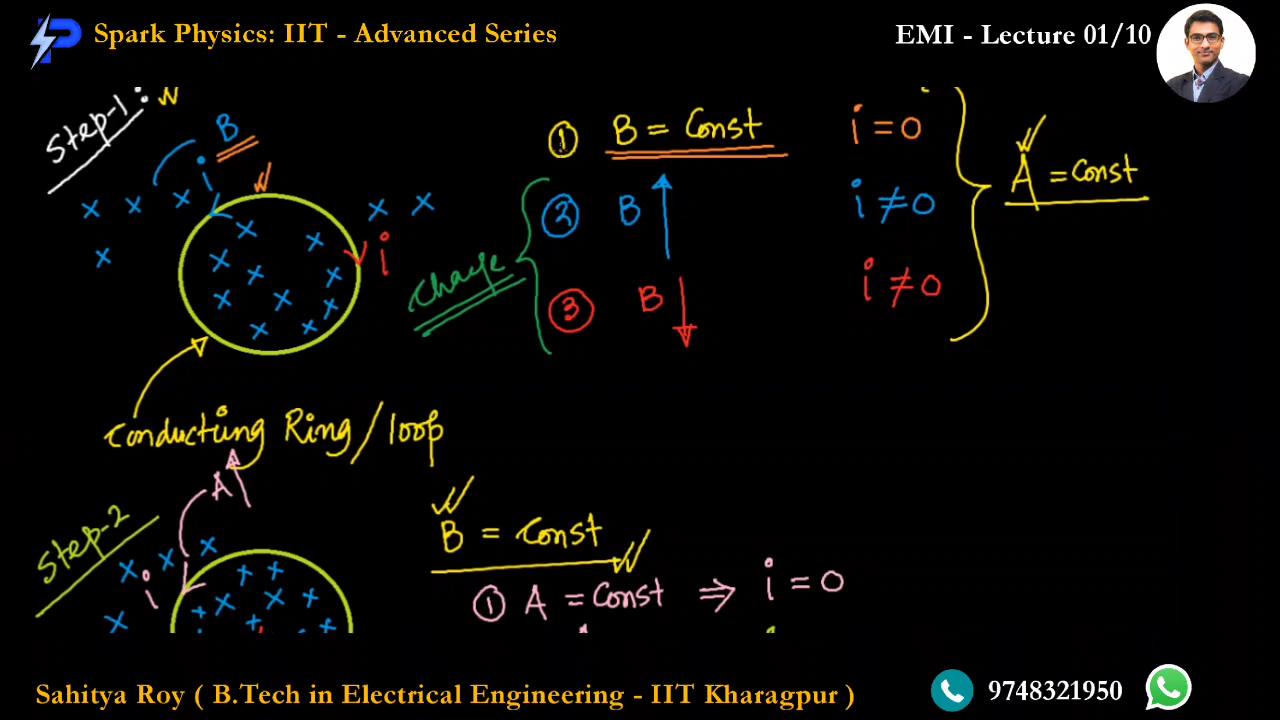 Spark Physics: IIT - Advanced Series
EMI - Lecture 01/10
Step-1:
B
i
i
① B = Const i = 0
② B ↑ i ≠ 0
③ B ↓ i ≠ 0
A = Const
Conducting Ring / loop
Step-2
A ↑
i
B = Const
① A = Const ⇒ i = 0
Sahitya Roy ( B.Tech in Electrical Engineering - IIT Kharagpur )
9748321950